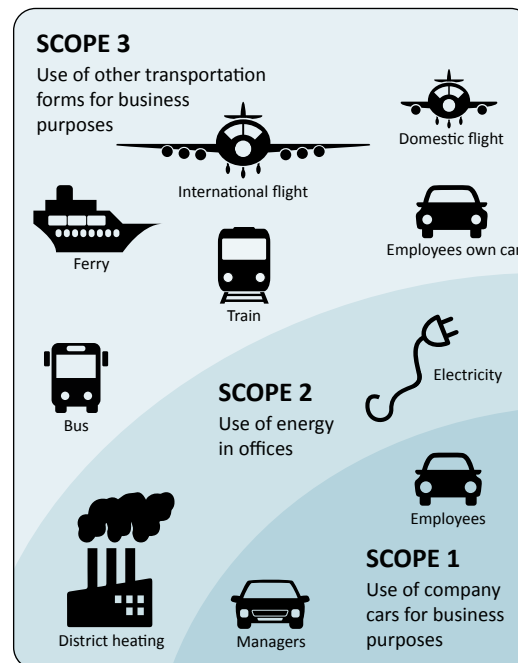 SCOPE 3
Use of other transportation
forms for business
purposes
Domestic flight
International flight
Employees own car
Ferry
Train
Bus
Electricity
SCOPE 2
Use of energy
in offices
Employees
SCOPE 1
Use of company
cars for business
purposes
District heating
Managers